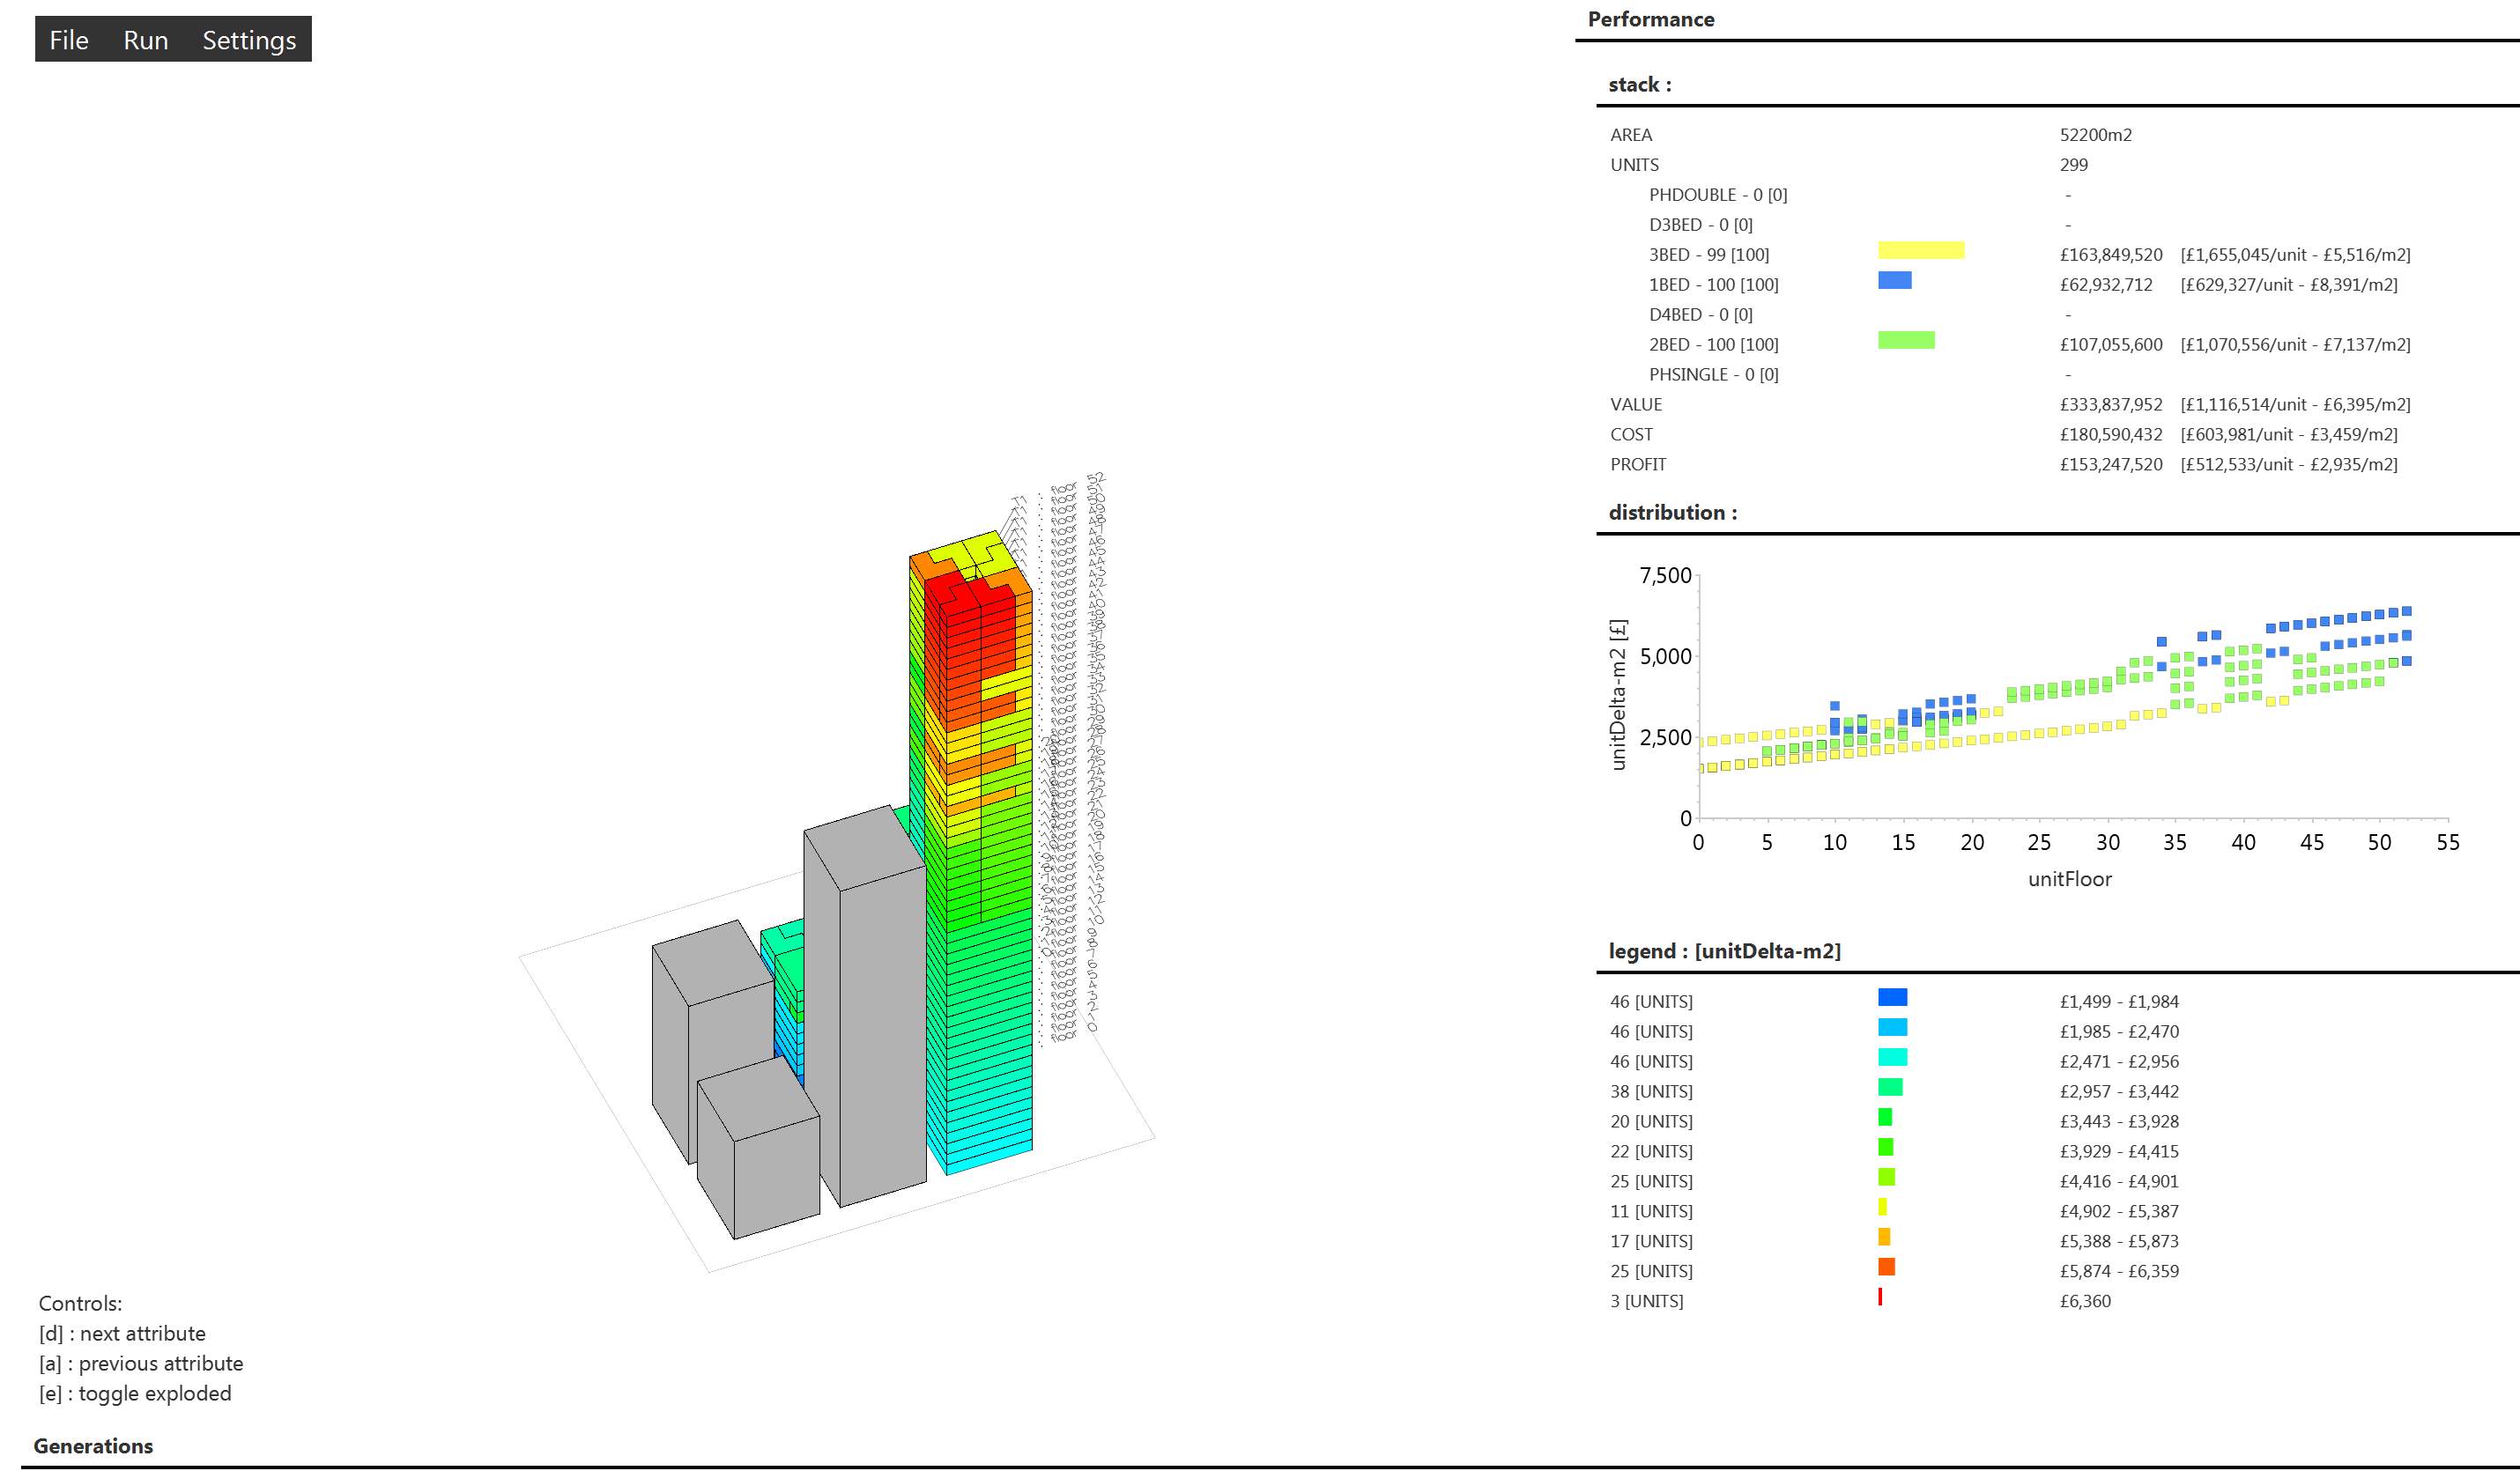 File Run Settings
Performance
stack :
AREA 52200m2
UNITS 299
PHDOUBLE - 0 [0] -
D3BED - 0 [0] -
3BED - 99 [100] £163,849,520 [£1,655,045/unit - £5,516/m2]
1BED - 100 [100] £62,932,712 [£629,327/unit - £8,391/m2]
D4BED - 0 [0] -
2BED - 100 [100] £107,055,600 [£1,070,556/unit - £7,137/m2]
PHSINGLE - 0 [0] -
VALUE £333,837,952 [£1,116,514/unit - £6,395/m2]
COST £180,590,432 [£603,981/unit - £3,459/m2]
PROFIT £153,247,520 [£512,533/unit - £2,935/m2]
distribution :
unitDelta-m2 [£]
7,500
5,000
2,500
0
0 5 10 15 20 25 30 35 40 45 50 55
unitFloor
legend : [unitDelta-m2]
46 [UNITS] £1,499 - £1,984
46 [UNITS] £1,985 - £2,470
46 [UNITS] £2,471 - £2,956
38 [UNITS] £2,957 - £3,442
20 [UNITS] £3,443 - £3,928
22 [UNITS] £3,929 - £4,415
25 [UNITS] £4,416 - £4,901
11 [UNITS] £4,902 - £5,387
17 [UNITS] £5,388 - £5,873
25 [UNITS] £5,874 - £6,359
3 [UNITS] £6,360
Controls:
[d] : next attribute
[a] : previous attribute
[e] : toggle exploded
Generations